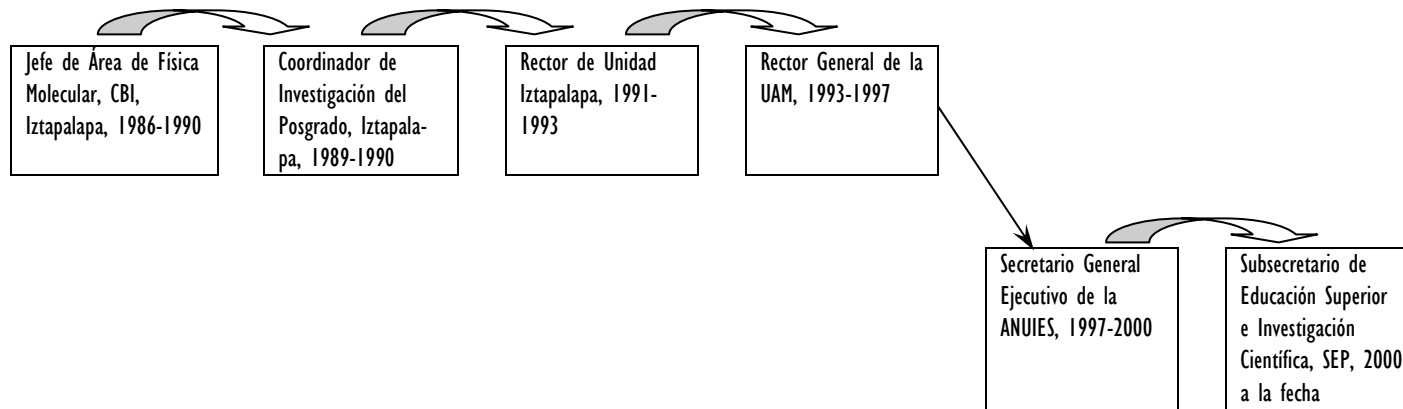 Jefe de Área de Física
Molecular, CBI,
Iztapalapa, 1986-1990
Coordinador de
Investigación del
Posgrado, Iztapala-
pa, 1989-1990
Rector de Unidad
Iztapalapa, 1991-
1993
Rector General de la
UAM, 1993-1997
Secretario General
Ejecutivo de la
ANUIES, 1997-2000
Subsecretario de
Educación Superior
e Investigación
Científica, SEP, 2000
a la fecha